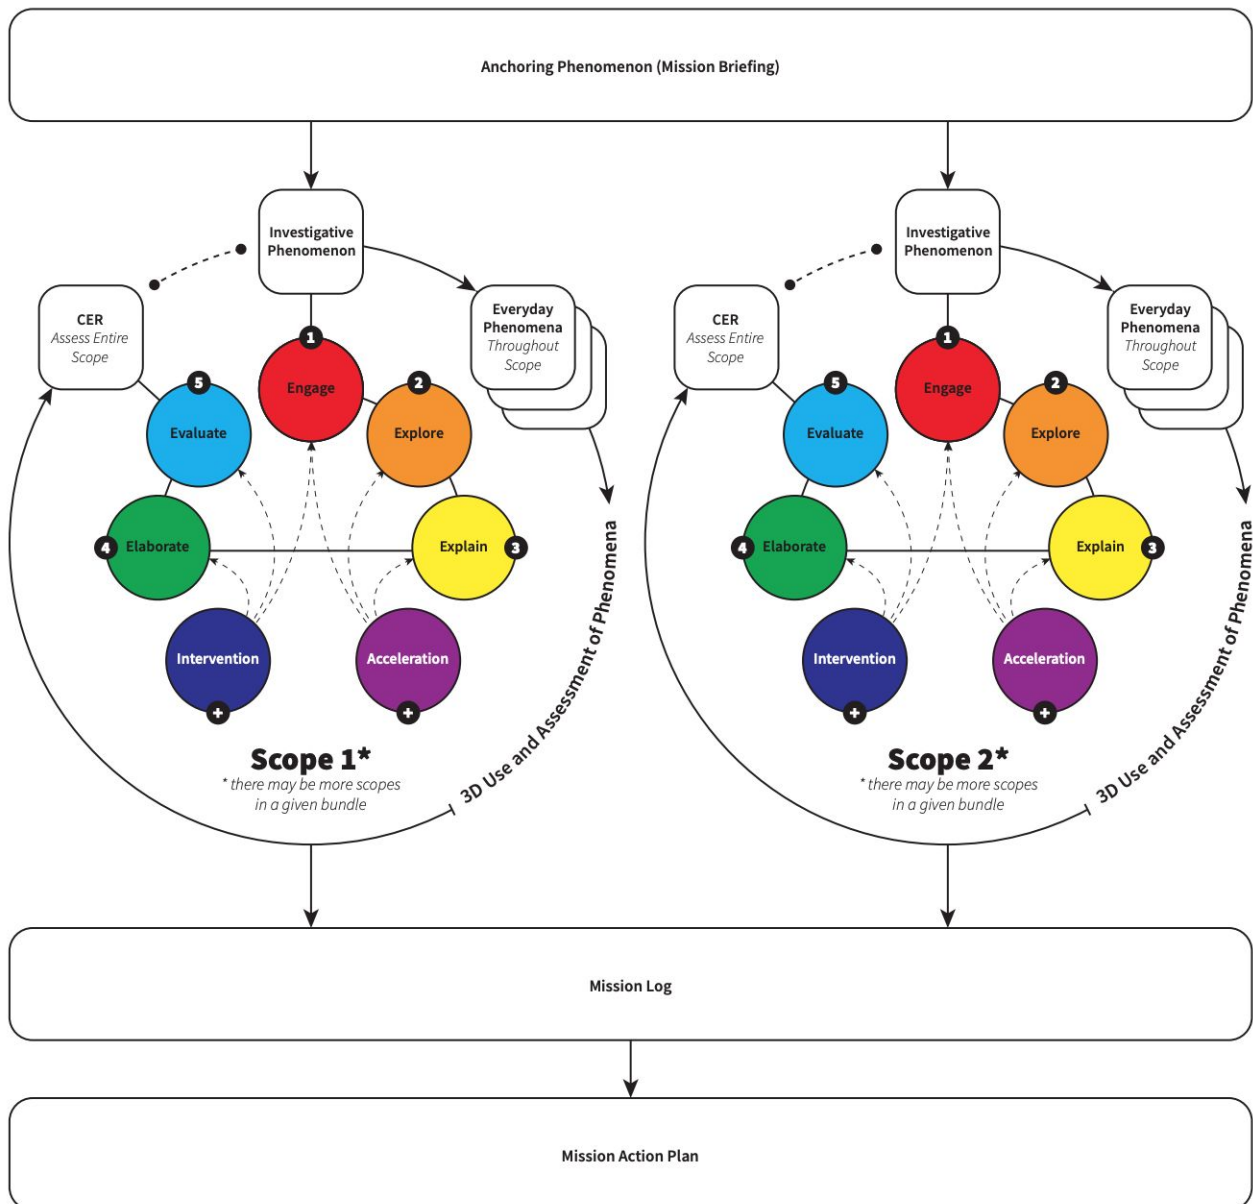 Anchoring Phenomenon (Mission Briefing)
Investigative
Phenomenon
CER
Assess Entire
Scope
Everyday
Phenomena
Throughout
Scope
1
Engage
2
Explore
5
Evaluate
4
Elaborate
Explain
3
Intervention
+
Acceleration
+
Scope 1*
* there may be more scopes
in a given bundle
3D Use and Assessment of Phenomena
Investigative
Phenomenon
CER
Assess Entire
Scope
Everyday
Phenomena
Throughout
Scope
1
Engage
2
Explore
5
Evaluate
4
Elaborate
Explain
3
Intervention
+
Acceleration
+
Scope 2*
* there may be more scopes
in a given bundle
3D Use and Assessment of Phenomena
Mission Log
Mission Action Plan